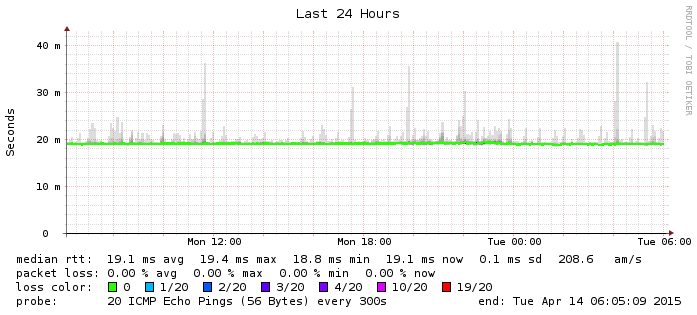 Last 24 Hours
RRDTOOL / TOBI OETIKER
Seconds
40 m
30 m
20 m
10 m
0
Mon 12:00 Mon 18:00 Tue 00:00 Tue 06:00
median rtt: 19.1 ms avg 19.4 ms max 18.8 ms min 19.1 ms now 0.1 ms sd 208.6 am/s
packet loss: 0.00 % avg 0.00 % max 0.00 % min 0.00 % now
loss color: 0 1/20 2/20 3/20 4/20 10/20 19/20
probe: 20 ICMP Echo Pings (56 Bytes) every 300s end: Tue Apr 14 06:05:09 2015